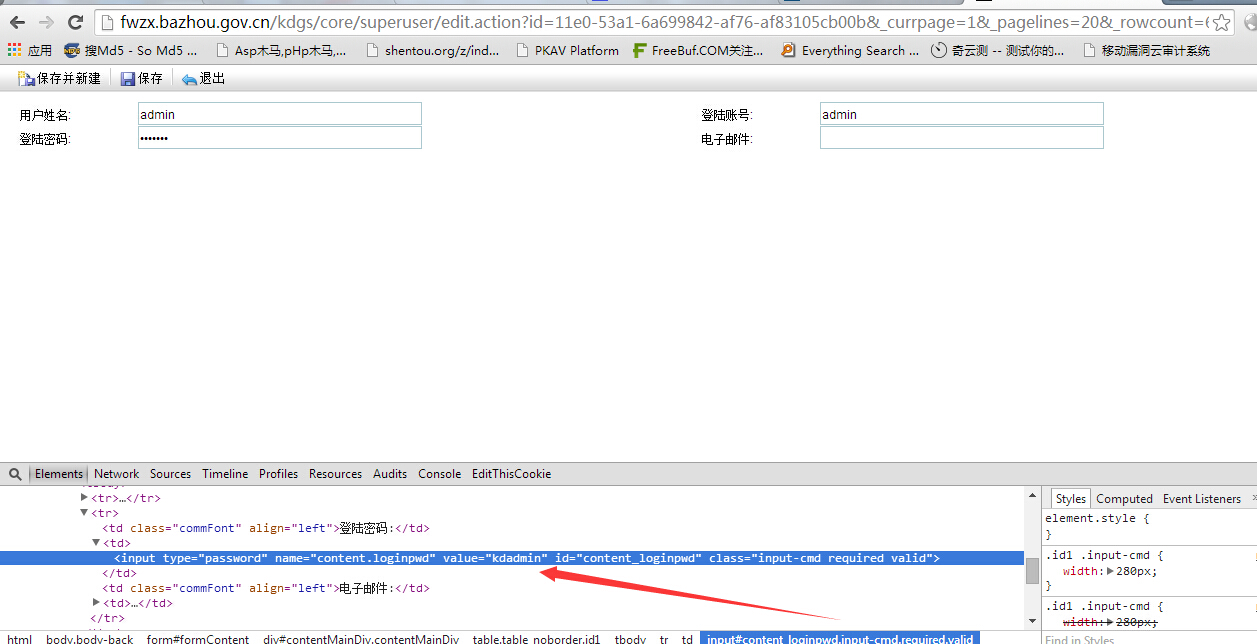 fwzx.bazhou.gov.cn/kdgs/core/superuser/edit.action?id=11e0-53a1-6a699842-af76-af83105cb00b&_currpage=1&_pagelines=20&_rowcount=
应用 搜Md5 - So Md5 ... Asp木马,pHp木马,... shentou.org/z/ind... PKAV Platform FreeBuf.COM关注... Everything Search ... 奇云测 -- 测试你的... 移动漏洞云审计系统
保存并新建 保存 退出
用户姓名: admin 登陆账号: admin
登陆密码: ••••••• 电子邮件:
Elements Network Sources Timeline Profiles Resources Audits Console EditThisCookie
▶<tr>…</tr>
▼<tr>
<td class="commFont" align="left">登陆密码:</td>
▼<td>
<input type="password" name="content.loginpwd" value="kdadmin" id="content_loginpwd" class="input-cmd required valid">
</td>
<td class="commFont" align="left">电子邮件:</td>
▶<td>…</td>
</tr>
html body.body-back form#formContent div#contentMainDiv.contentMainDiv table.table_noborder.id1 tbody tr td input#content_loginpwd.input-cmd.required.valid
Styles Computed Event Listeners »
element.style {
}
.id1 .input-cmd {
width:▶280px;
}
.id1 .input-cmd {
width:▶280px;
Find in Styles